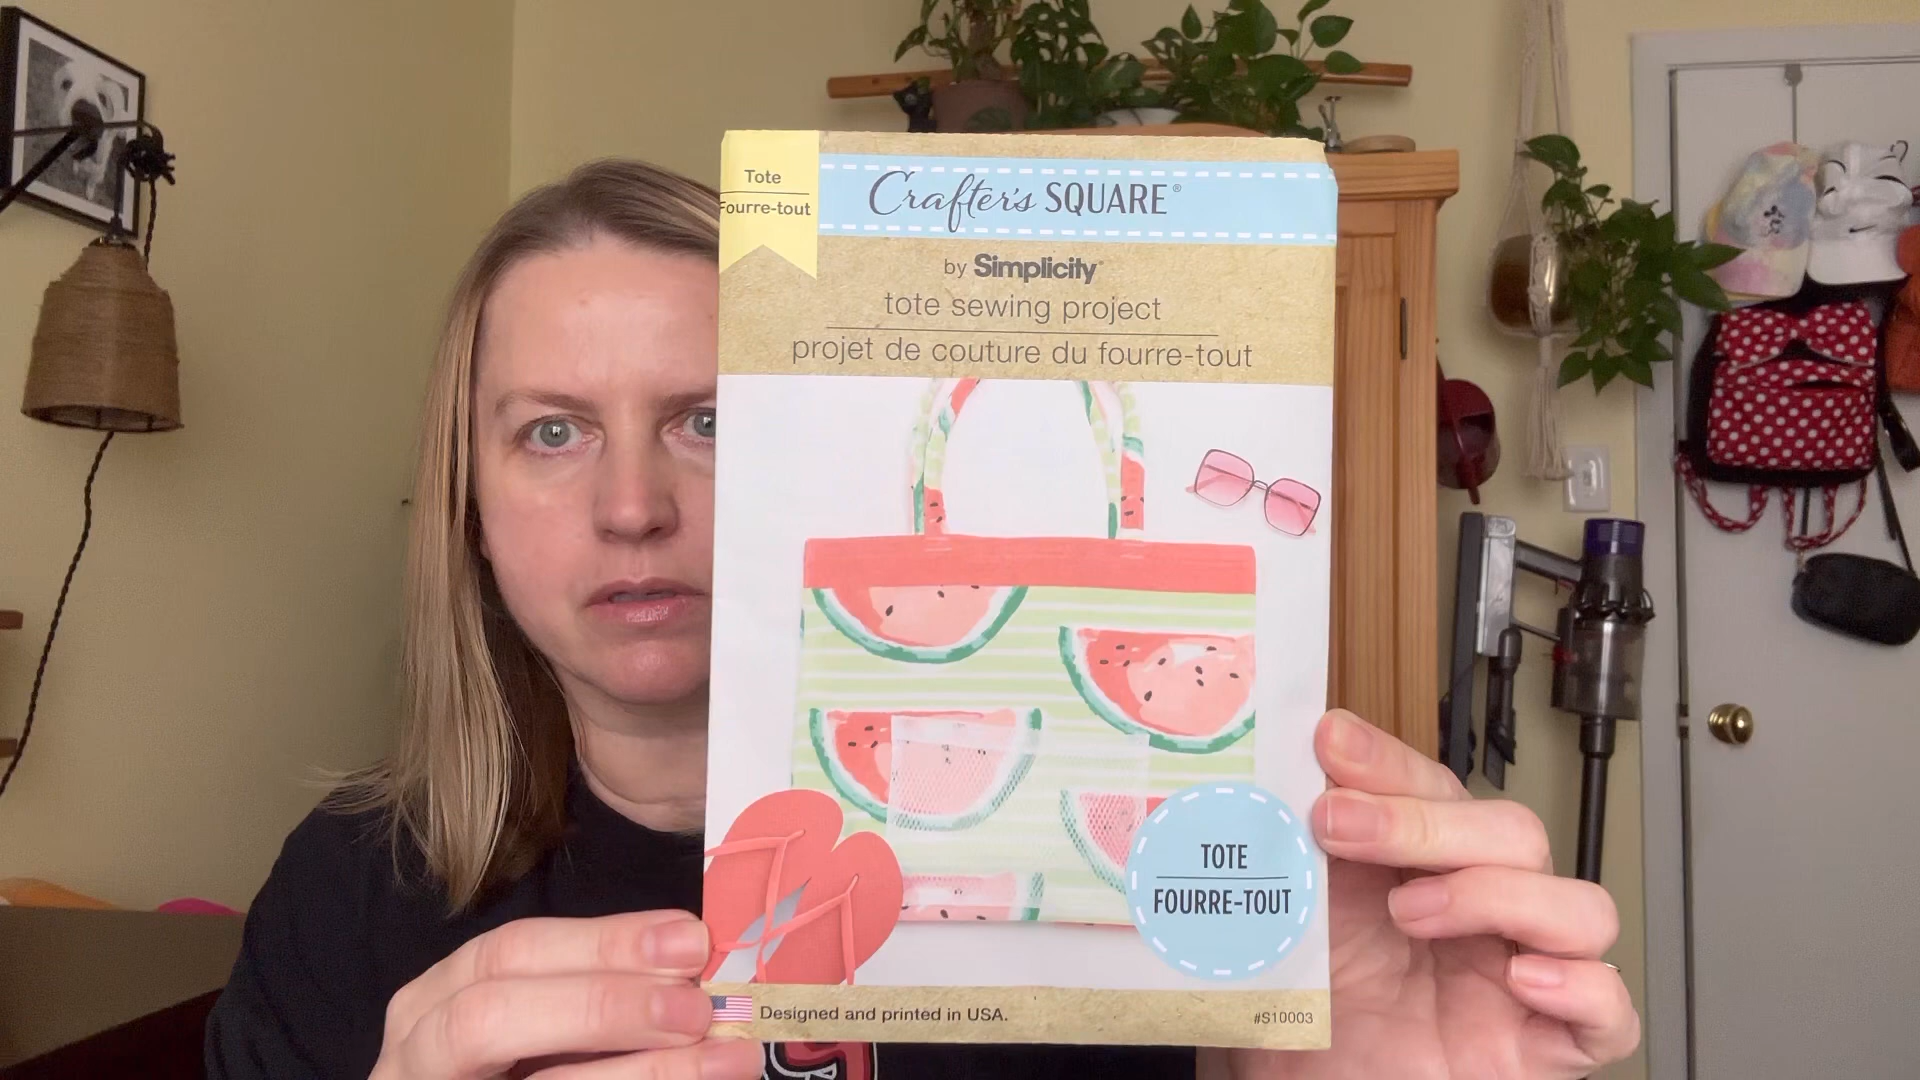 Tote
Fourre-tout
Crafter's SQUARE®
by Simplicity®
tote sewing project
projet de couture du fourre-tout
TOTE
FOURRE-TOUT
Designed and printed in USA.
#S10003